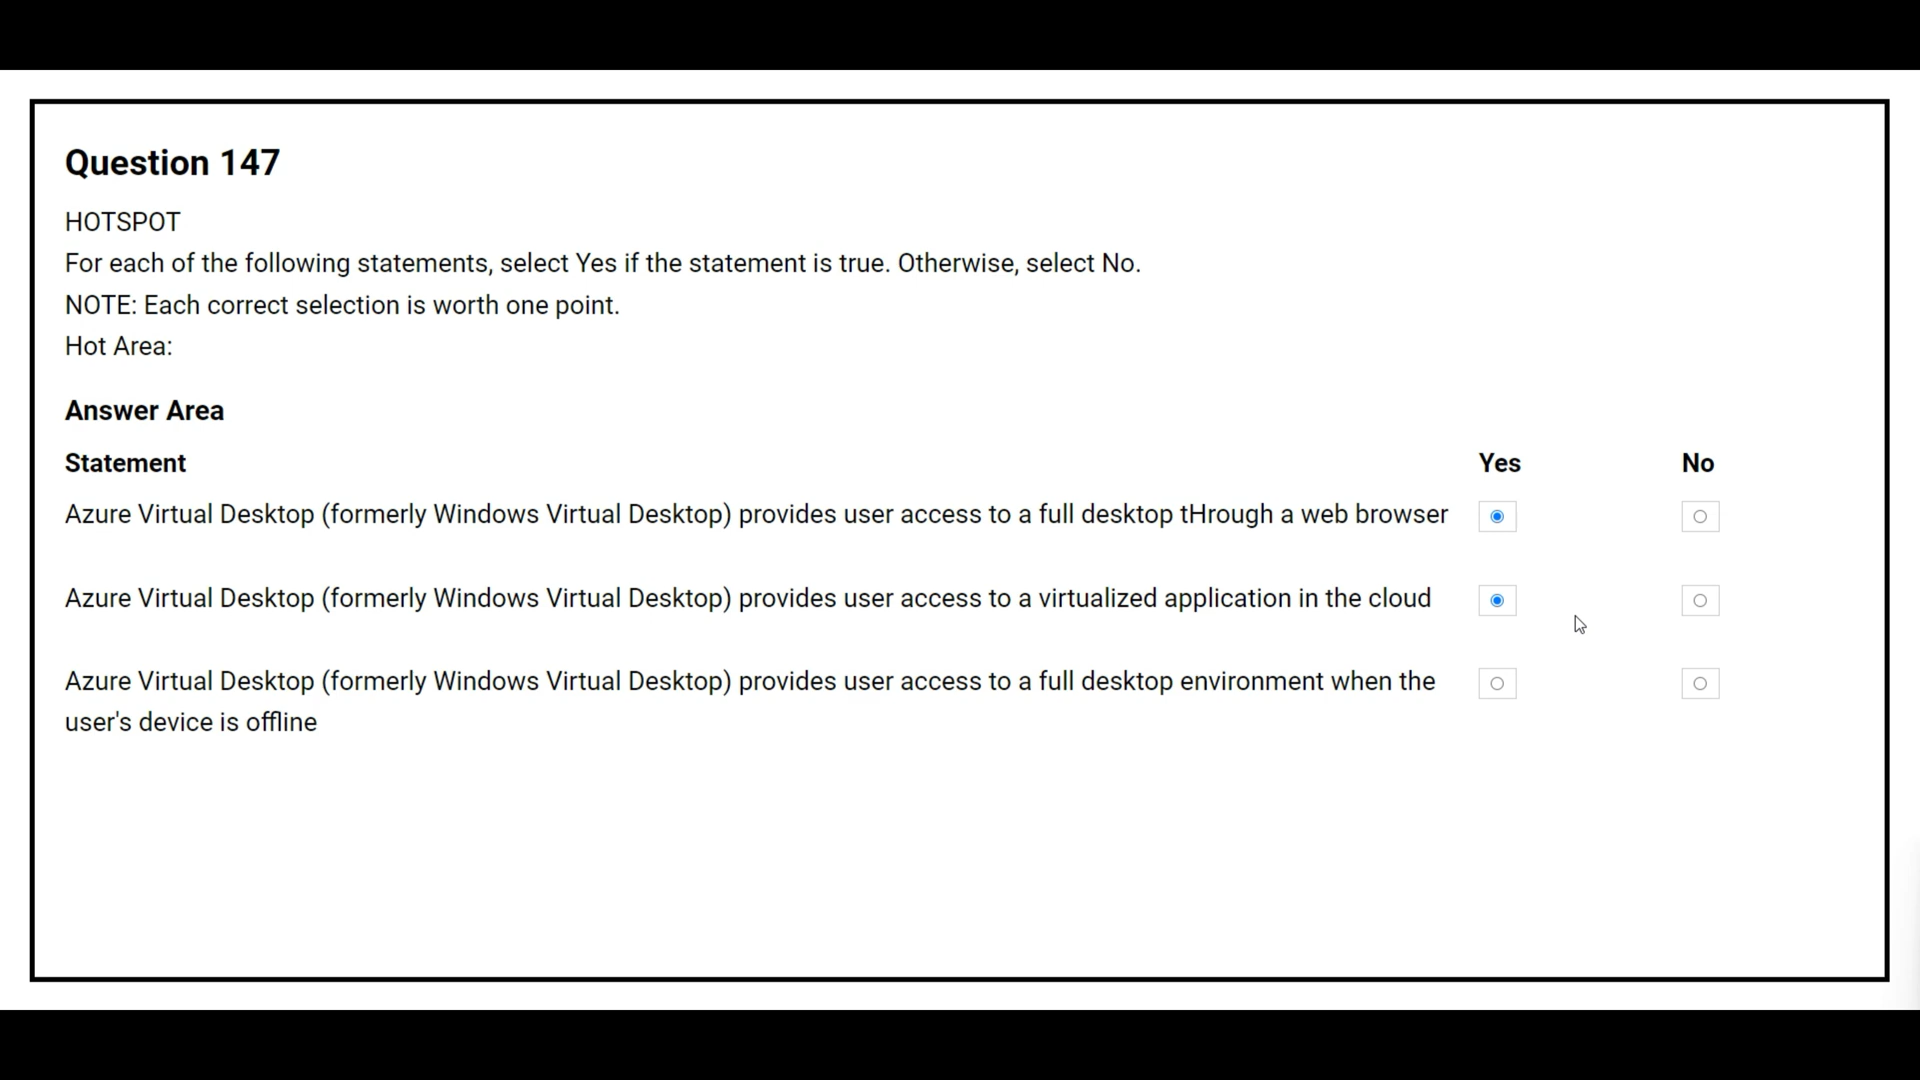 Question 147
HOTSPOT
For each of the following statements, select Yes if the statement is true. Otherwise, select No.
NOTE: Each correct selection is worth one point.
Hot Area:
Answer Area
Statement Yes No
Azure Virtual Desktop (formerly Windows Virtual Desktop) provides user access to a full desktop tHrough a web browser
Azure Virtual Desktop (formerly Windows Virtual Desktop) provides user access to a virtualized application in the cloud
Azure Virtual Desktop (formerly Windows Virtual Desktop) provides user access to a full desktop environment when the
user's device is offline